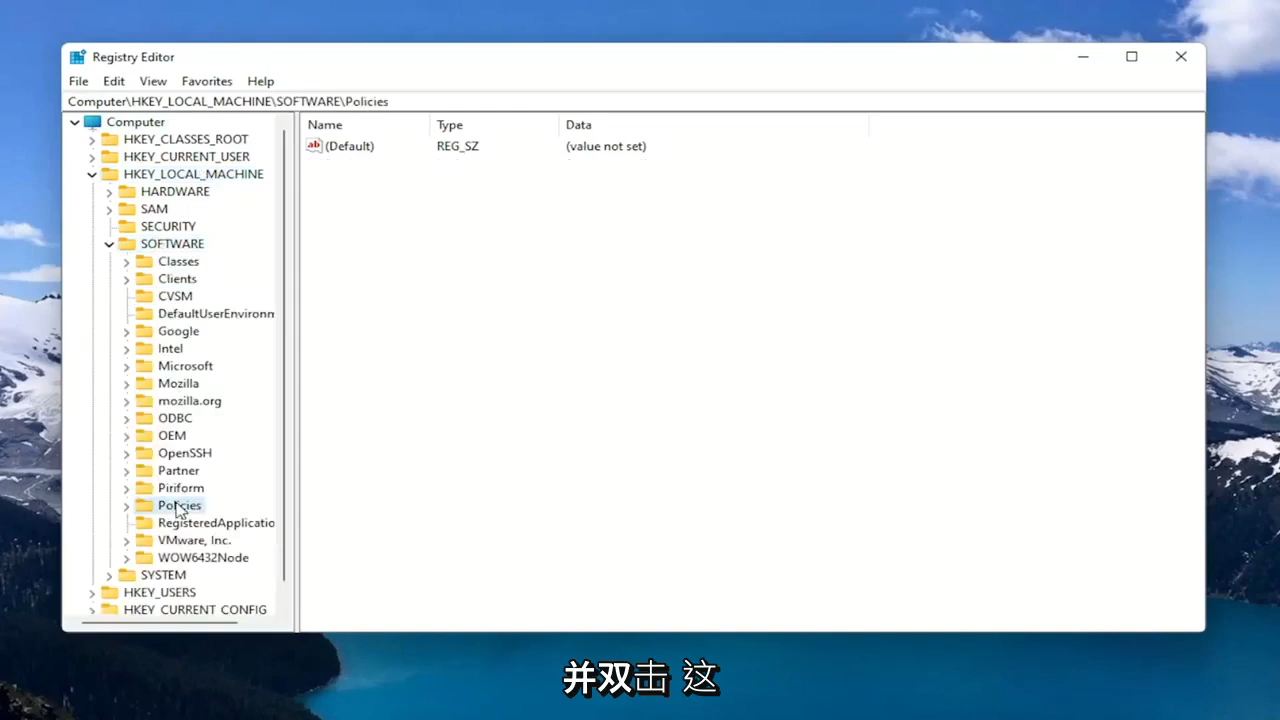 Registry Editor
File Edit View Favorites Help
Computer\HKEY_LOCAL_MACHINE\SOFTWARE\Policies
Computer
HKEY_CLASSES_ROOT
HKEY_CURRENT_USER
HKEY_LOCAL_MACHINE
HARDWARE
SAM
SECURITY
SOFTWARE
Classes
Clients
CVSM
DefaultUserEnvironm
Google
Intel
Microsoft
Mozilla
mozilla.org
ODBC
OEM
OpenSSH
Partner
Piriform
Policies
RegisteredApplicatio
VMware, Inc.
WOW6432Node
SYSTEM
HKEY_USERS
HKEY_CURRENT_CONFIG
Name Type Data
ab (Default) REG_SZ (value not set)
并双击 这